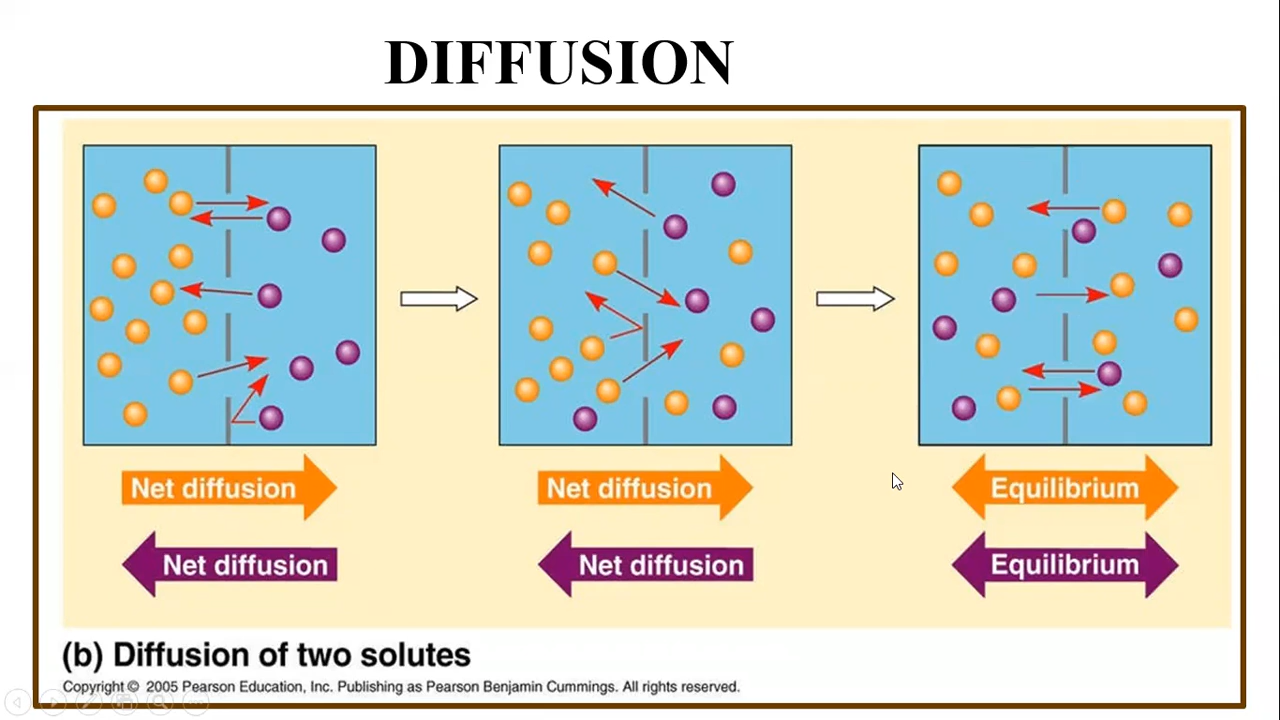 DIFFUSION
Net diffusion
Net diffusion
Equilibrium
Net diffusion
Net diffusion
Equilibrium
(b) Diffusion of two solutes
Copyright © 2005 Pearson Education, Inc. Publishing as Pearson Benjamin Cummings. All rights reserved.